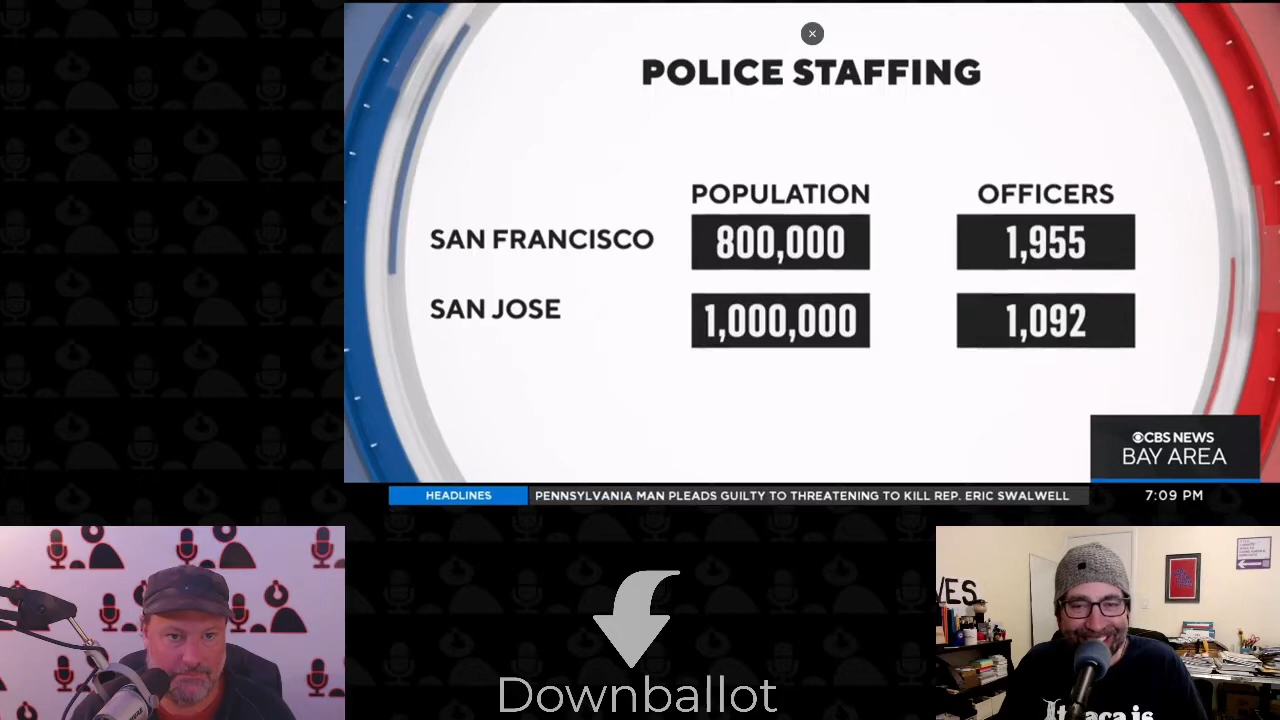 POLICE STAFFING
POPULATION OFFICERS
SAN FRANCISCO 800,000 1,955
SAN JOSE 1,000,000 1,092
CBS NEWS
BAY AREA
HEADLINES PENNSYLVANIA MAN PLEADS GUILTY TO THREATENING TO KILL REP. ERIC SWALWELL 7:09 PM
VES
Downballot